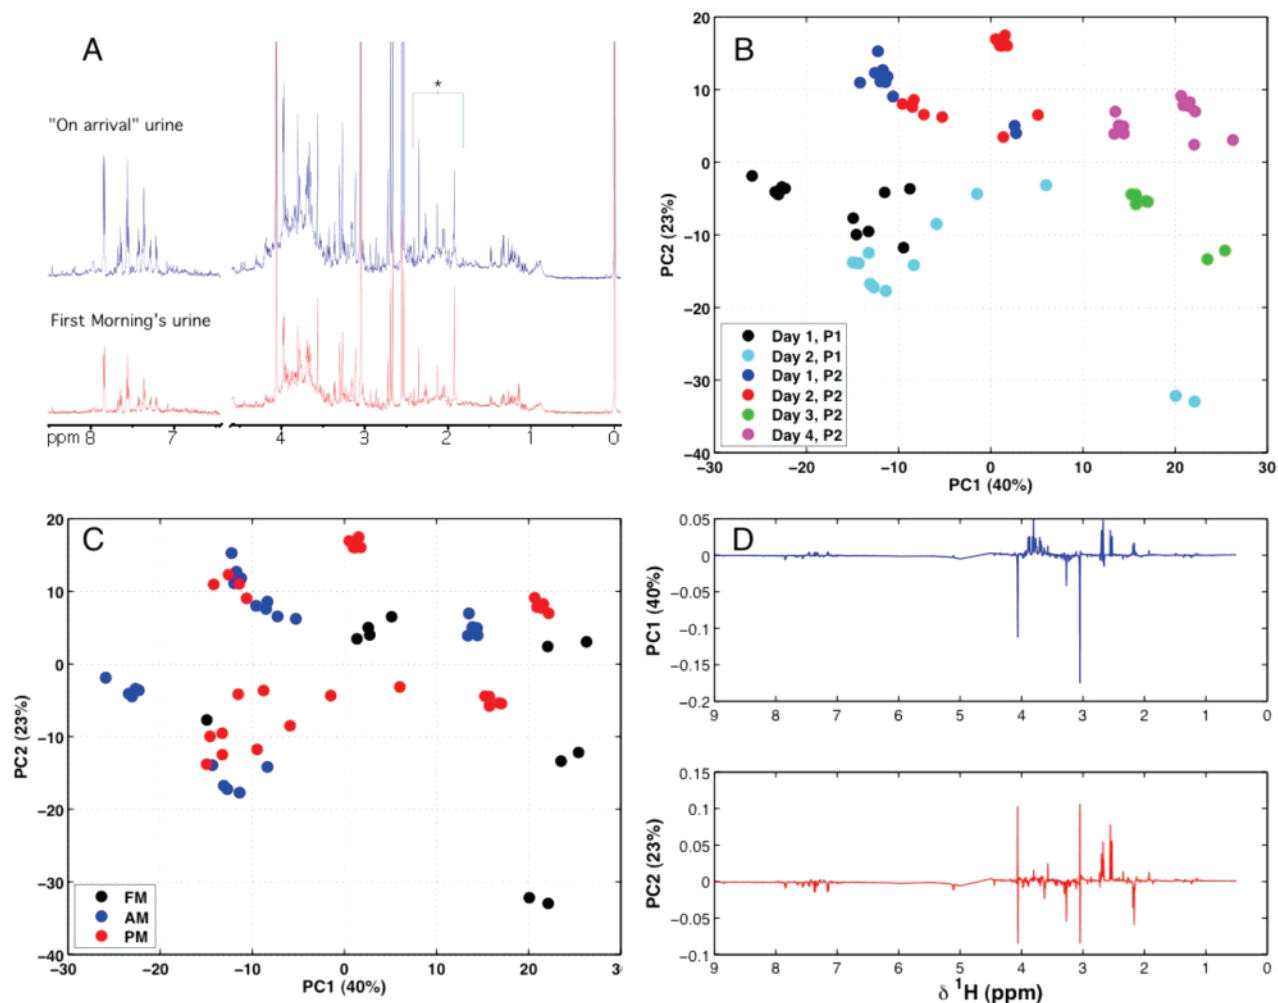 A
*
"On arrival" urine
First Morning's urine
ppm 8 7 4 3 2 1 0
B
20
10
0
−10
−20
−30
−40
PC2 (23%)
Day 1, P1
Day 2, P1
Day 1, P2
Day 2, P2
Day 3, P2
Day 4, P2
−30 −20 −10 0 10 20 30
PC1 (40%)
C
20
10
0
−10
−20
−30
−40
PC2 (23%)
FM
AM
PM
−30 −20 −10 0 10 20 3
PC1 (40%)
D
0.05
0
−0.05
−0.1
−0.15
−0.2
PC1 (40%)
9 8 7 6 5 4 3 2 1 0
0.15
0.1
0.05
0
−0.05
−0.1
PC2 (23%)
9 8 7 6 5 4 3 2 1 0
δ ¹H (ppm)